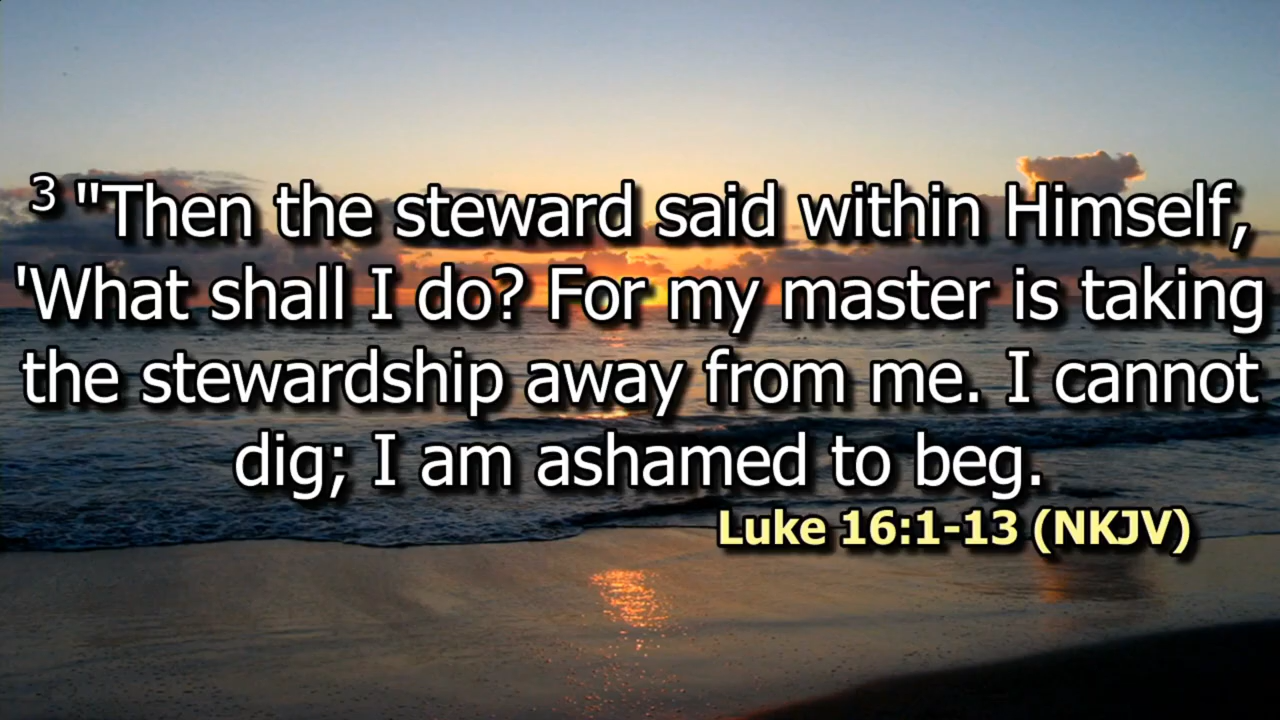 3 "Then the steward said within Himself,
'What shall I do? For my master is taking
the stewardship away from me. I cannot
dig; I am ashamed to beg.
Luke 16:1-13 (NKJV)